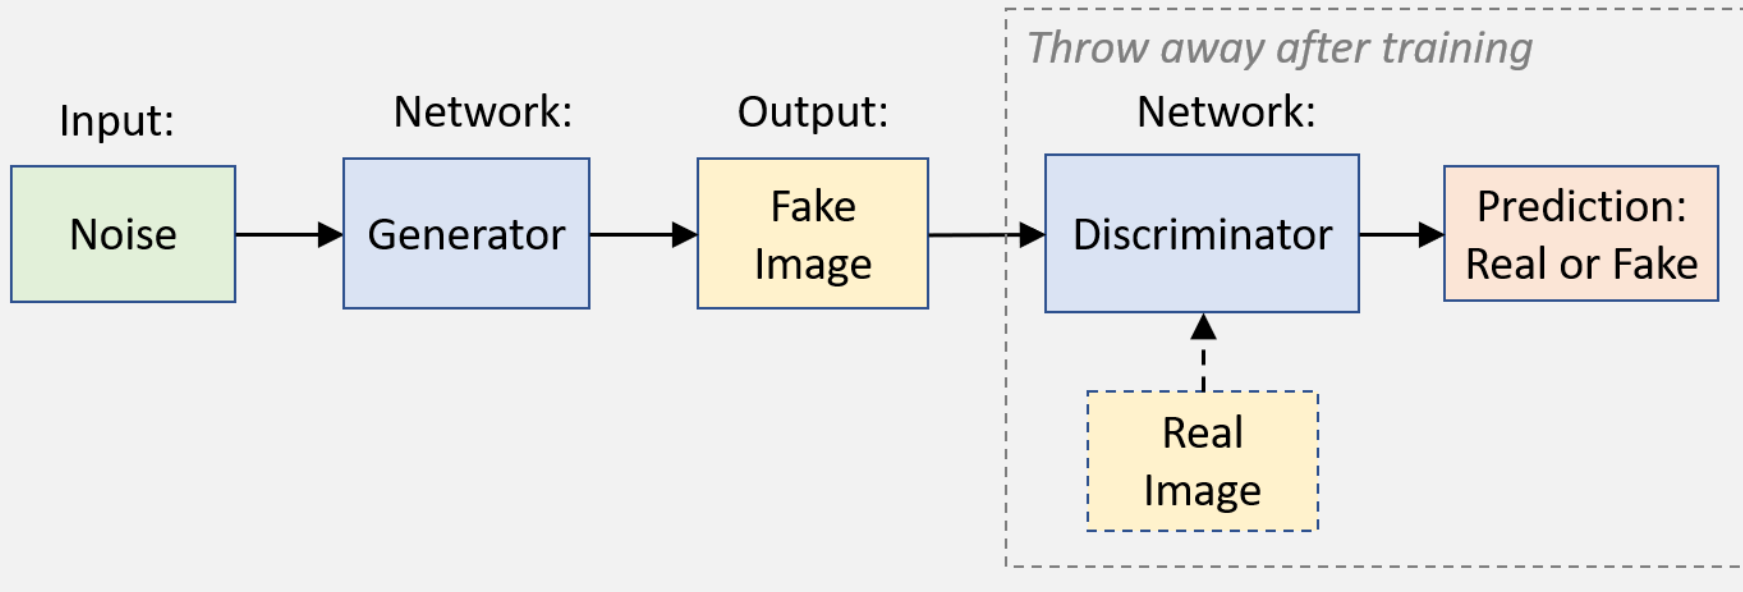 Throw away after training
Input:
Network:
Output:
Network:
Noise
Generator
Fake
Image
Discriminator
Prediction:
Real or Fake
Real
Image